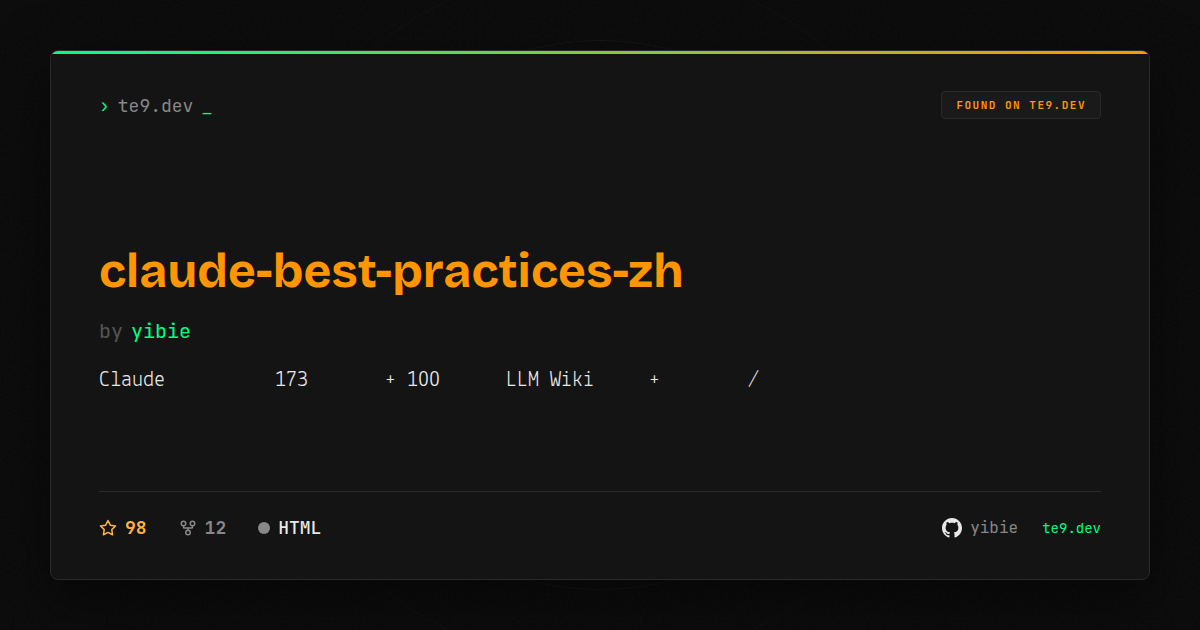 › te9.dev _
FOUND ON TE9.DEV
claude-best-practices-zh
by yibie
Claude 173 + 100 LLM Wiki + /
98 12 HTML
yibie te9.dev